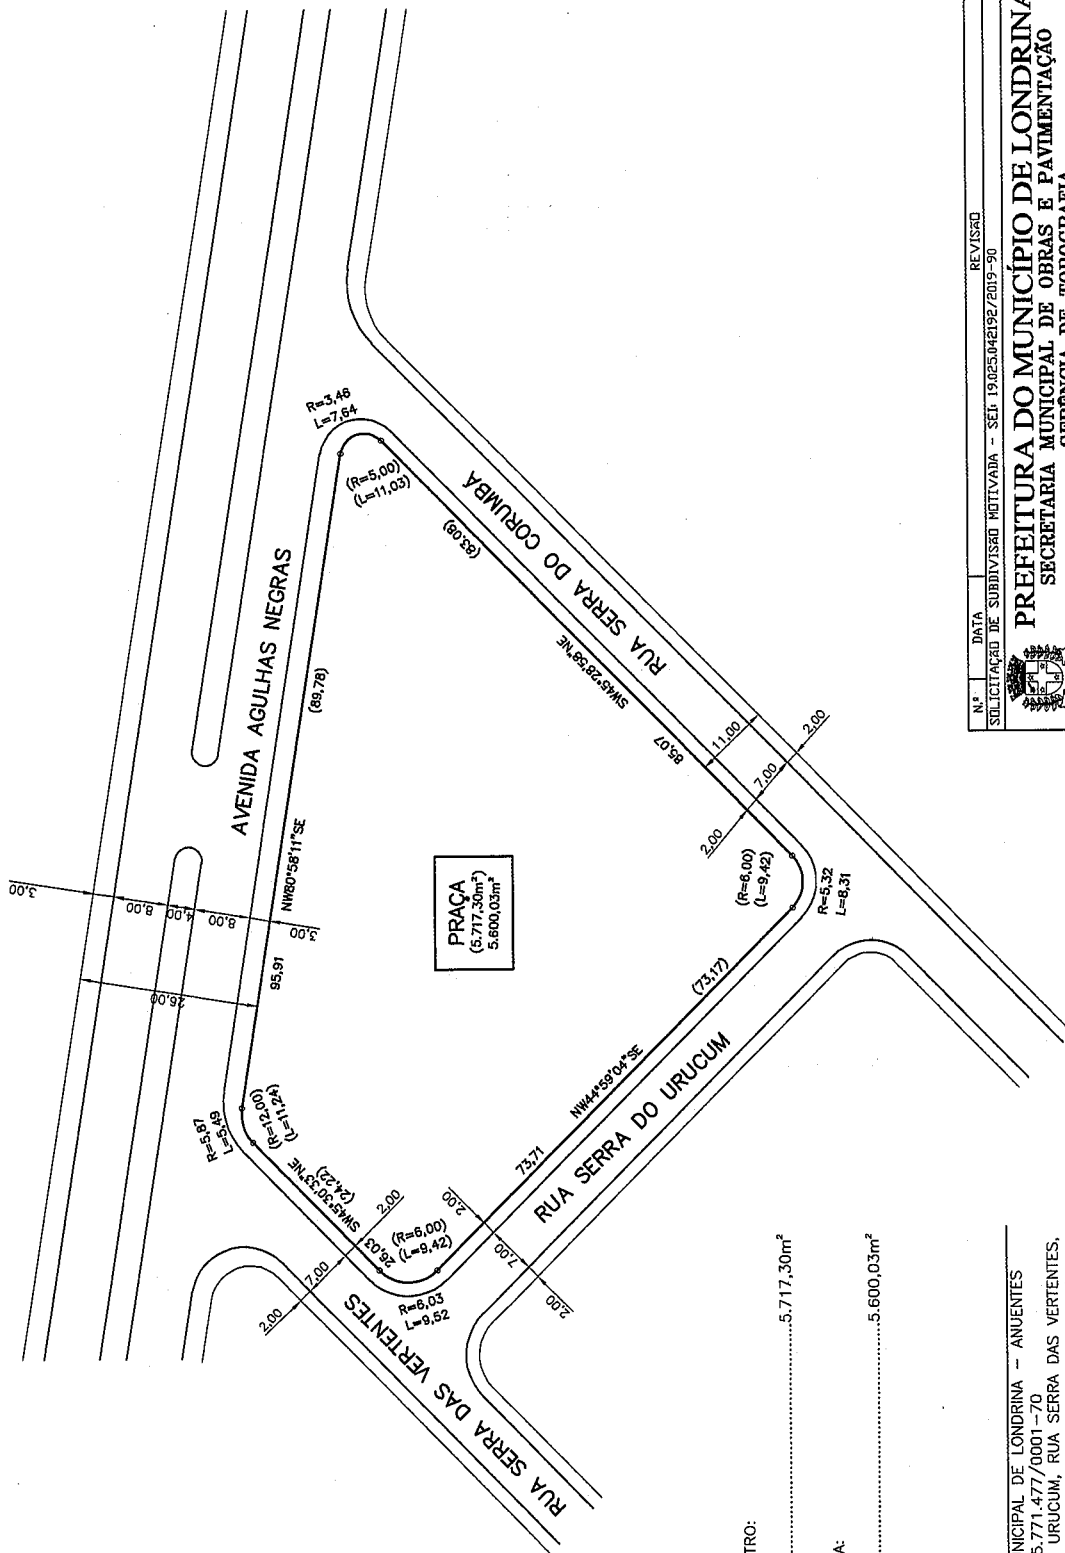 3,00
8,00
4,00
8,00
3,00
26,00
AVENIDA AGULHAS NEGRAS
NW80°58'11"SE
95,91
(89,78)
R=3,46
L=7,64
(R=5,00)
(L=11,03)
(83,08)
RUA SERRA DO CORUMBÁ
SW45°28'58"NE
85,07
11,00
2,00
7,00
2,00
(R=6,00)
(L=9,42)
R=5,32
L=8,31
PRAÇA
(5.717,30m²)
5.600,03m²
(73,17)
NW44°59'04"SE
73,71
RUA SERRA DO URUCUM
2,00
7,00
2,00
R=5,87
L=5,49
(R=12,00)
(L=11,24)
SW45°30'33"NE
(24,22)
26,03
2,00
7,00
2,00
(R=6,00)
(L=9,42)
R=6,03
L=9,52
RUA SERRA DAS VERTENTES
TRO:
5.717,30m²
A:
5.600,03m²
NICIPAL DE LONDRINA - ANUENTES
5.771.477/0001-70
URUCUM, RUA SERRA DAS VERTENTES,
N.º DATA REVISÃO
SOLICITAÇÃO DE SUBDIVISÃO MOTIVADA - SEI: 19.025.042192/2019-90
PREFEITURA DO MUNICÍPIO DE LONDRINA
SECRETARIA MUNICIPAL DE OBRAS E PAVIMENTAÇÃO
GERÊNCIA DE TOPOGRAFIA